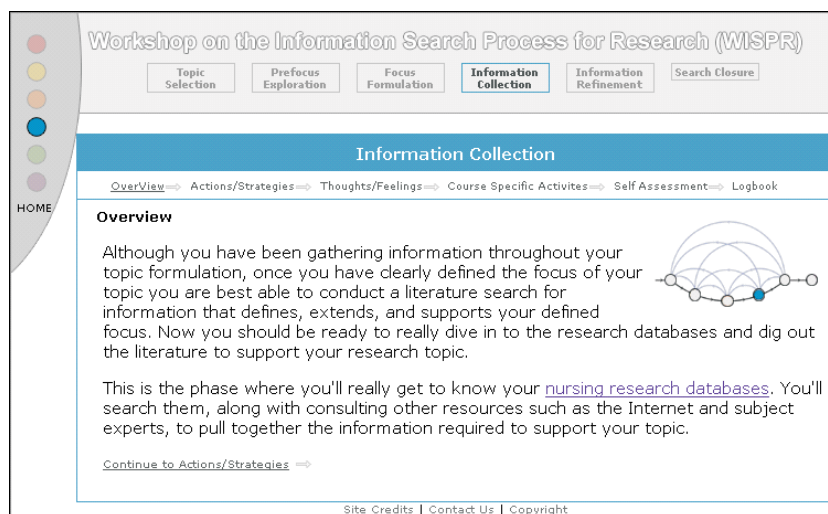 Workshop on the Information Search Process for Research (WISPR)
Topic Selection
Prefocus Exploration
Focus Formulation
Information Collection
Information Refinement
Search Closure
HOME
Information Collection
OverView Actions/Strategies Thoughts/Feelings Course Specific Activites Self Assessment Logbook
Overview
Although you have been gathering information throughout your
topic formulation, once you have clearly defined the focus of your
topic you are best able to conduct a literature search for
information that defines, extends, and supports your defined
focus. Now you should be ready to really dive in to the research databases and dig out
the literature to support your research topic.
This is the phase where you'll really get to know your nursing research databases. You'll
search them, along with consulting other resources such as the Internet and subject
experts, to pull together the information required to support your topic.
Continue to Actions/Strategies
Site Credits | Contact Us | Copyright